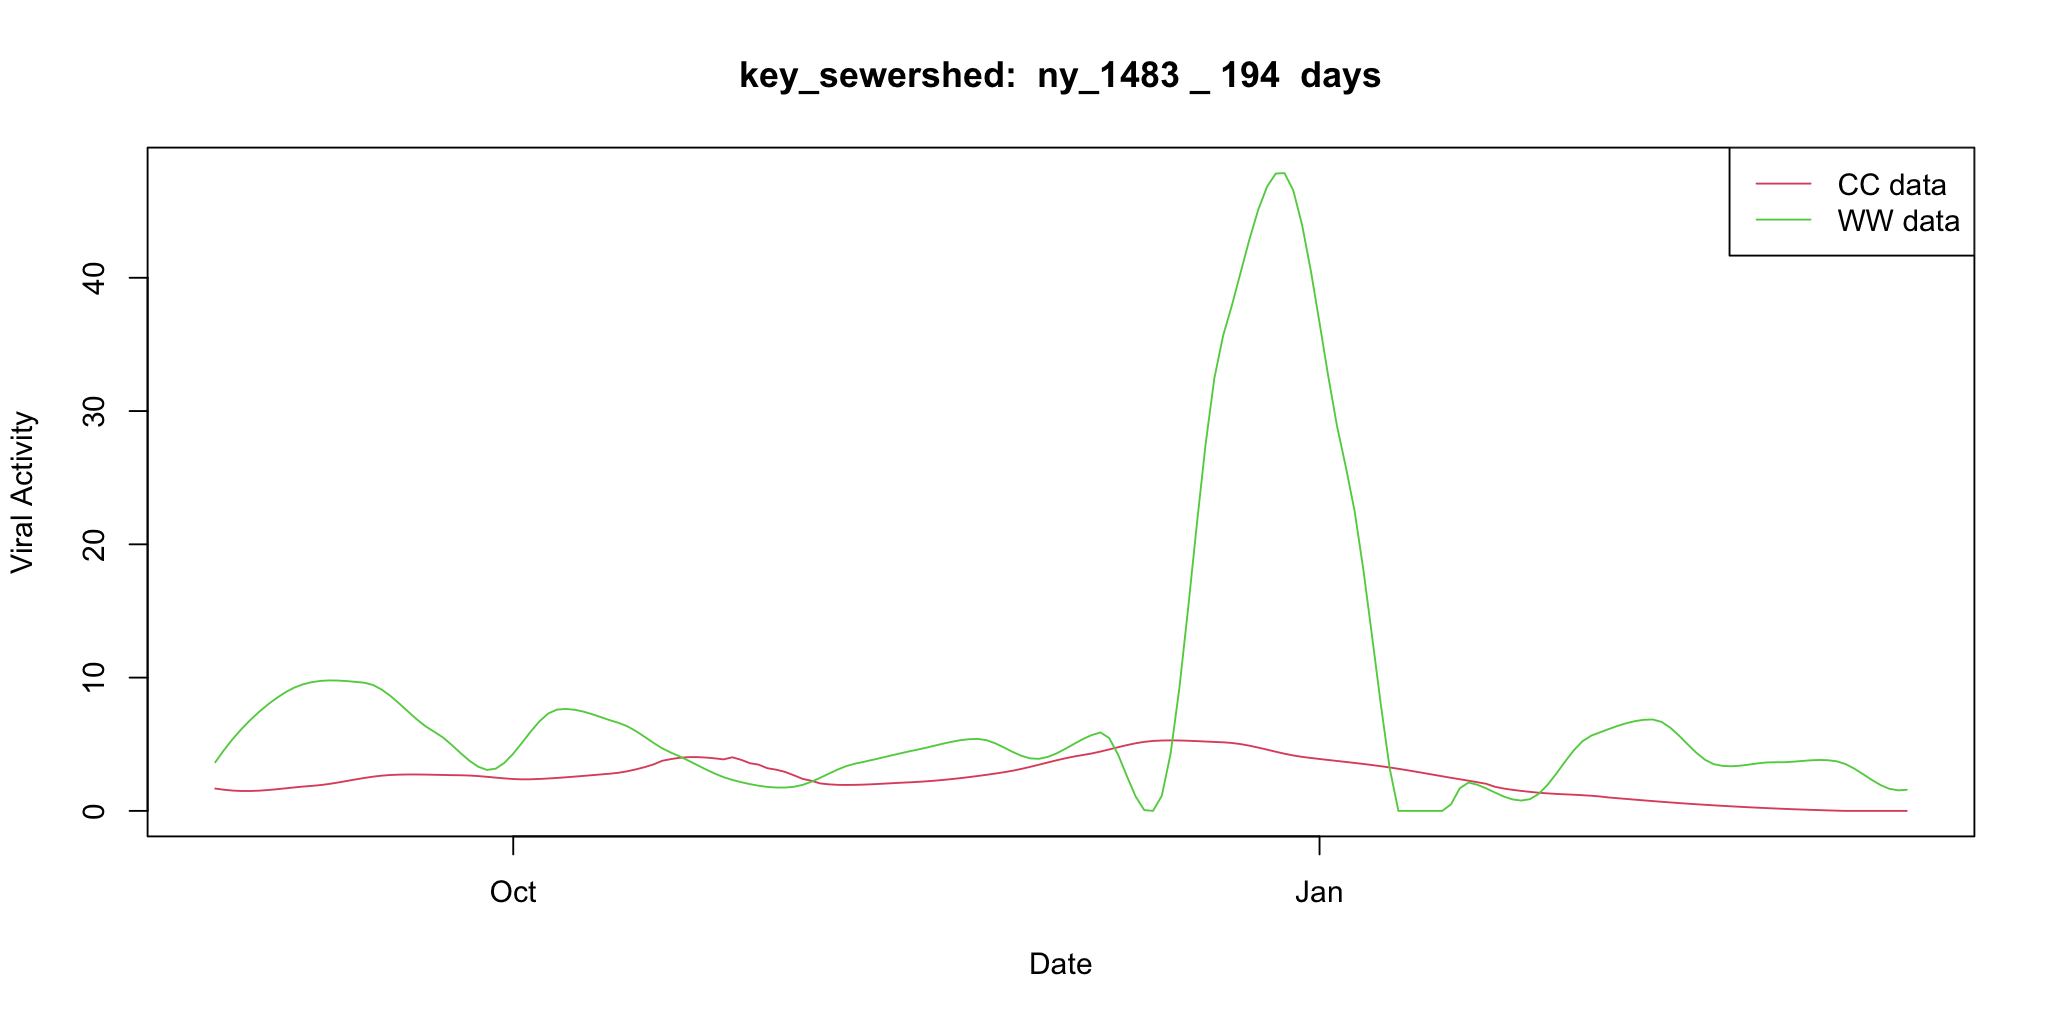 key_sewershed:  ny_1483 _ 194  days
CC data
WW data
Viral Activity
40
30
20
10
0
Oct
Jan
Date